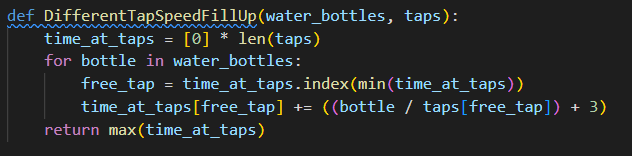 def DifferentTapSpeedFillUp(water_bottles, taps):
    time_at_taps = [0] * len(taps)
    for bottle in water_bottles:
        free_tap = time_at_taps.index(min(time_at_taps))
        time_at_taps[free_tap] += ((bottle / taps[free_tap]) + 3)
    return max(time_at_taps)